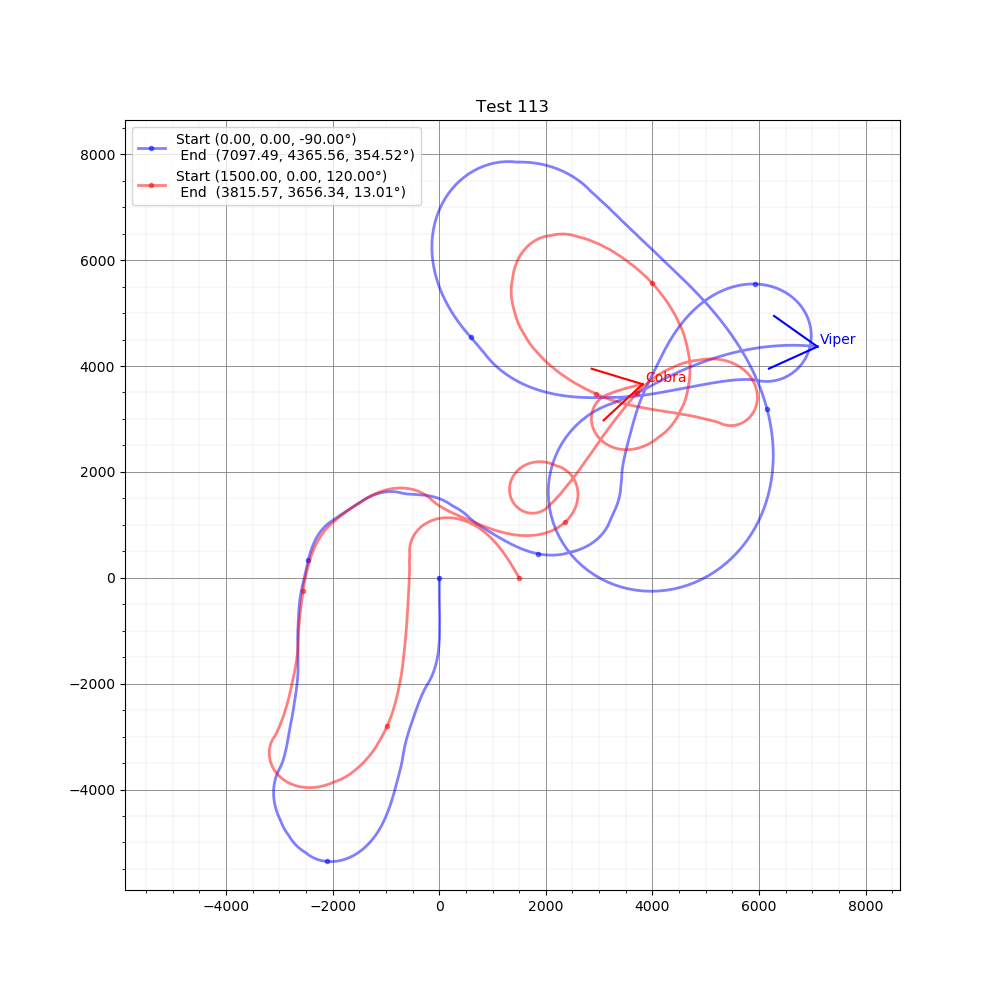 Test 113
Start (0.00, 0.00, -90.00°)
End (7097.49, 4365.56, 354.52°)
Start (1500.00, 0.00, 120.00°)
End (3815.57, 3656.34, 13.01°)
8000
6000
4000
2000
0
−2000
−4000
Viper
Cobra
−4000 −2000 0 2000 4000 6000 8000